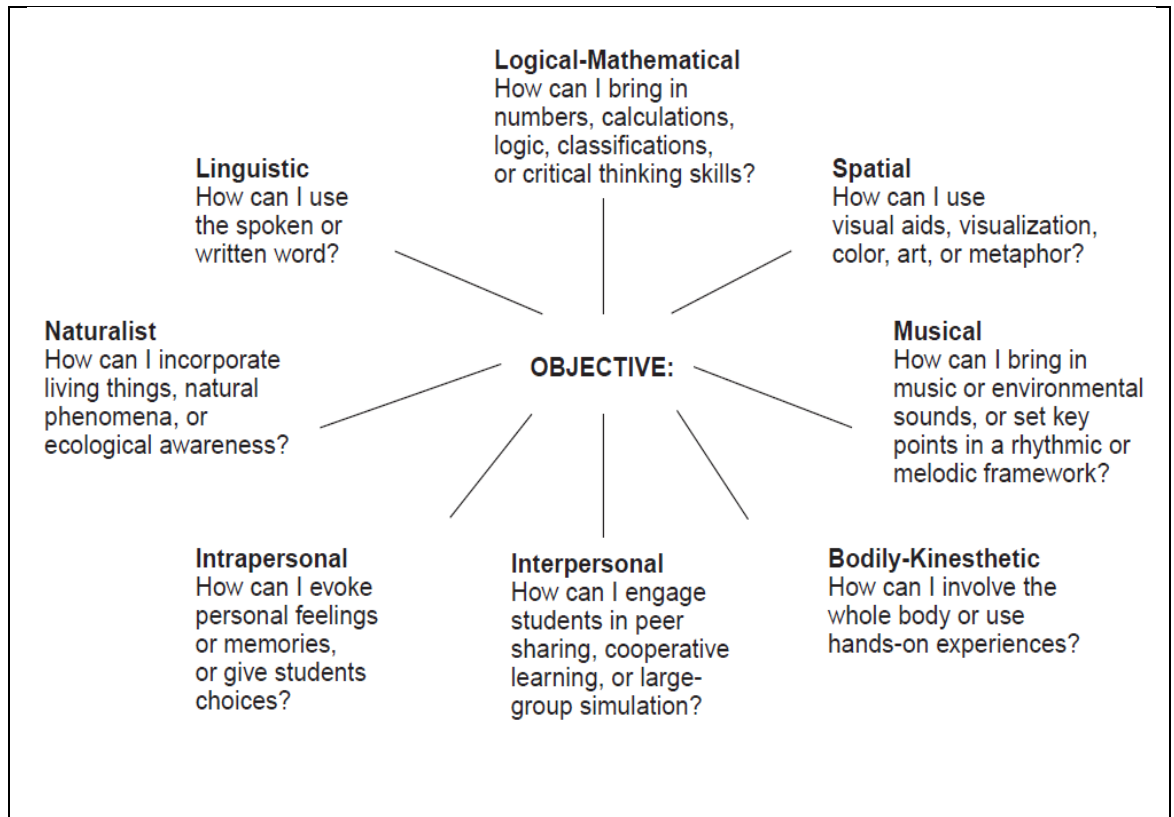 Logical-Mathematical
How can I bring in
numbers, calculations,
logic, classifications,
or critical thinking skills?
Linguistic
How can I use
the spoken or
written word?
Spatial
How can I use
visual aids, visualization,
color, art, or metaphor?
Naturalist
How can I incorporate
living things, natural
phenomena, or
ecological awareness?
OBJECTIVE:
Musical
How can I bring in
music or environmental
sounds, or set key
points in a rhythmic or
melodic framework?
Intrapersonal
How can I evoke
personal feelings
or memories,
or give students
choices?
Interpersonal
How can I engage
students in peer
sharing, cooperative
learning, or large-
group simulation?
Bodily-Kinesthetic
How can I involve the
whole body or use
hands-on experiences?